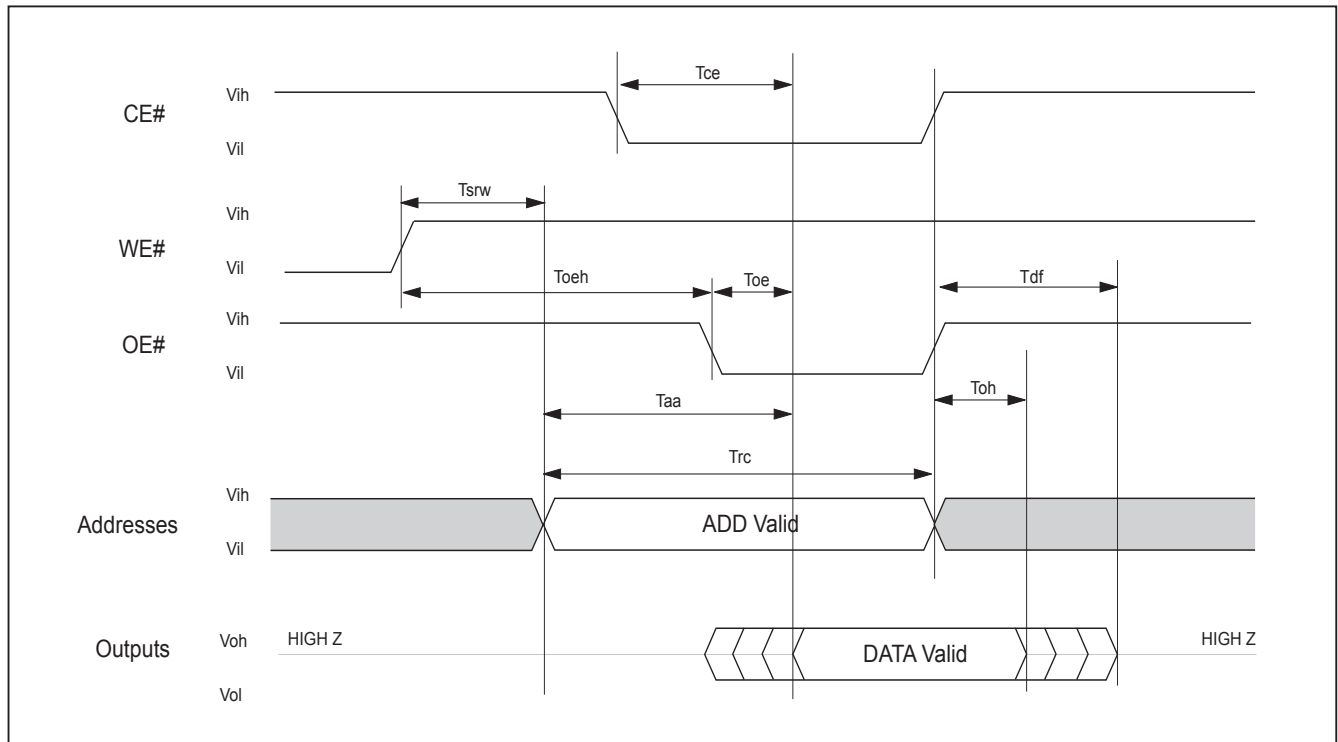 Tce
Vih
CE#
Vil
Tsrw
Vih
WE#
Vil
Toeh
Toe
Tdf
Vih
OE#
Vil
Toh
Taa
Trc
Vih
Addresses
ADD Valid
Vil
Outputs
Voh
HIGH Z
DATA Valid
HIGH Z
Vol